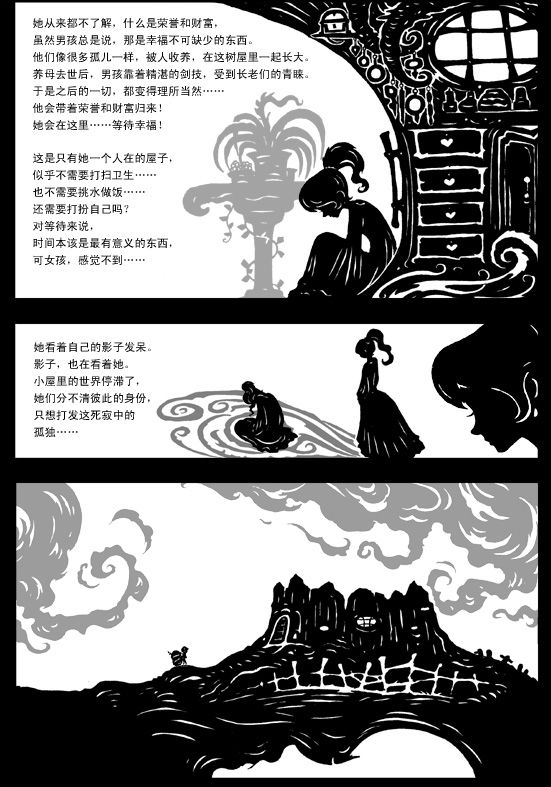 她从来都不了解，什么是荣誉和财富，
虽然男孩总是说，那是幸福不可缺少的东西。
他们像很多孤儿一样，被人收养，在这树屋里一起长大。
养母去世后，男孩靠着精湛的剑技，受到长老们的青睐。
于是之后的一切，都变得理所当然……
他会带着荣誉和财富归来！
她会在这里……等待幸福！
这是只有她一个人在的屋子，
似乎不需要打扫卫生……
也不需要挑水做饭……
还需要打扮自己吗？
对等待来说，
时间本该是最有意义的东西，
可女孩，感觉不到……
她看着自己的影子发呆。
影子，也在看着她。
小屋里的世界停滞了，
她们分不清彼此的身份，
只想打发这死寂中的
孤独……